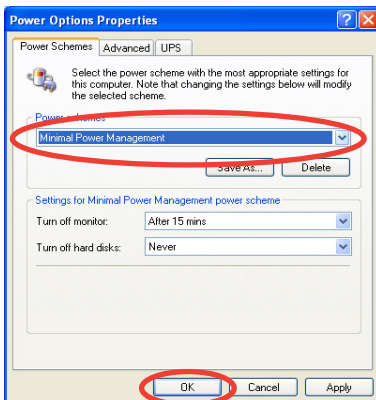 Power Options Properties
Power Schemes Advanced UPS
Select the power scheme with the most appropriate settings for
this computer. Note that changing the settings below will modify
the selected scheme.
Power schemes
Minimal Power Management
Save As... Delete
Settings for Minimal Power Management power scheme
Turn off monitor: After 15 mins
Turn off hard disks: Never
OK Cancel Apply